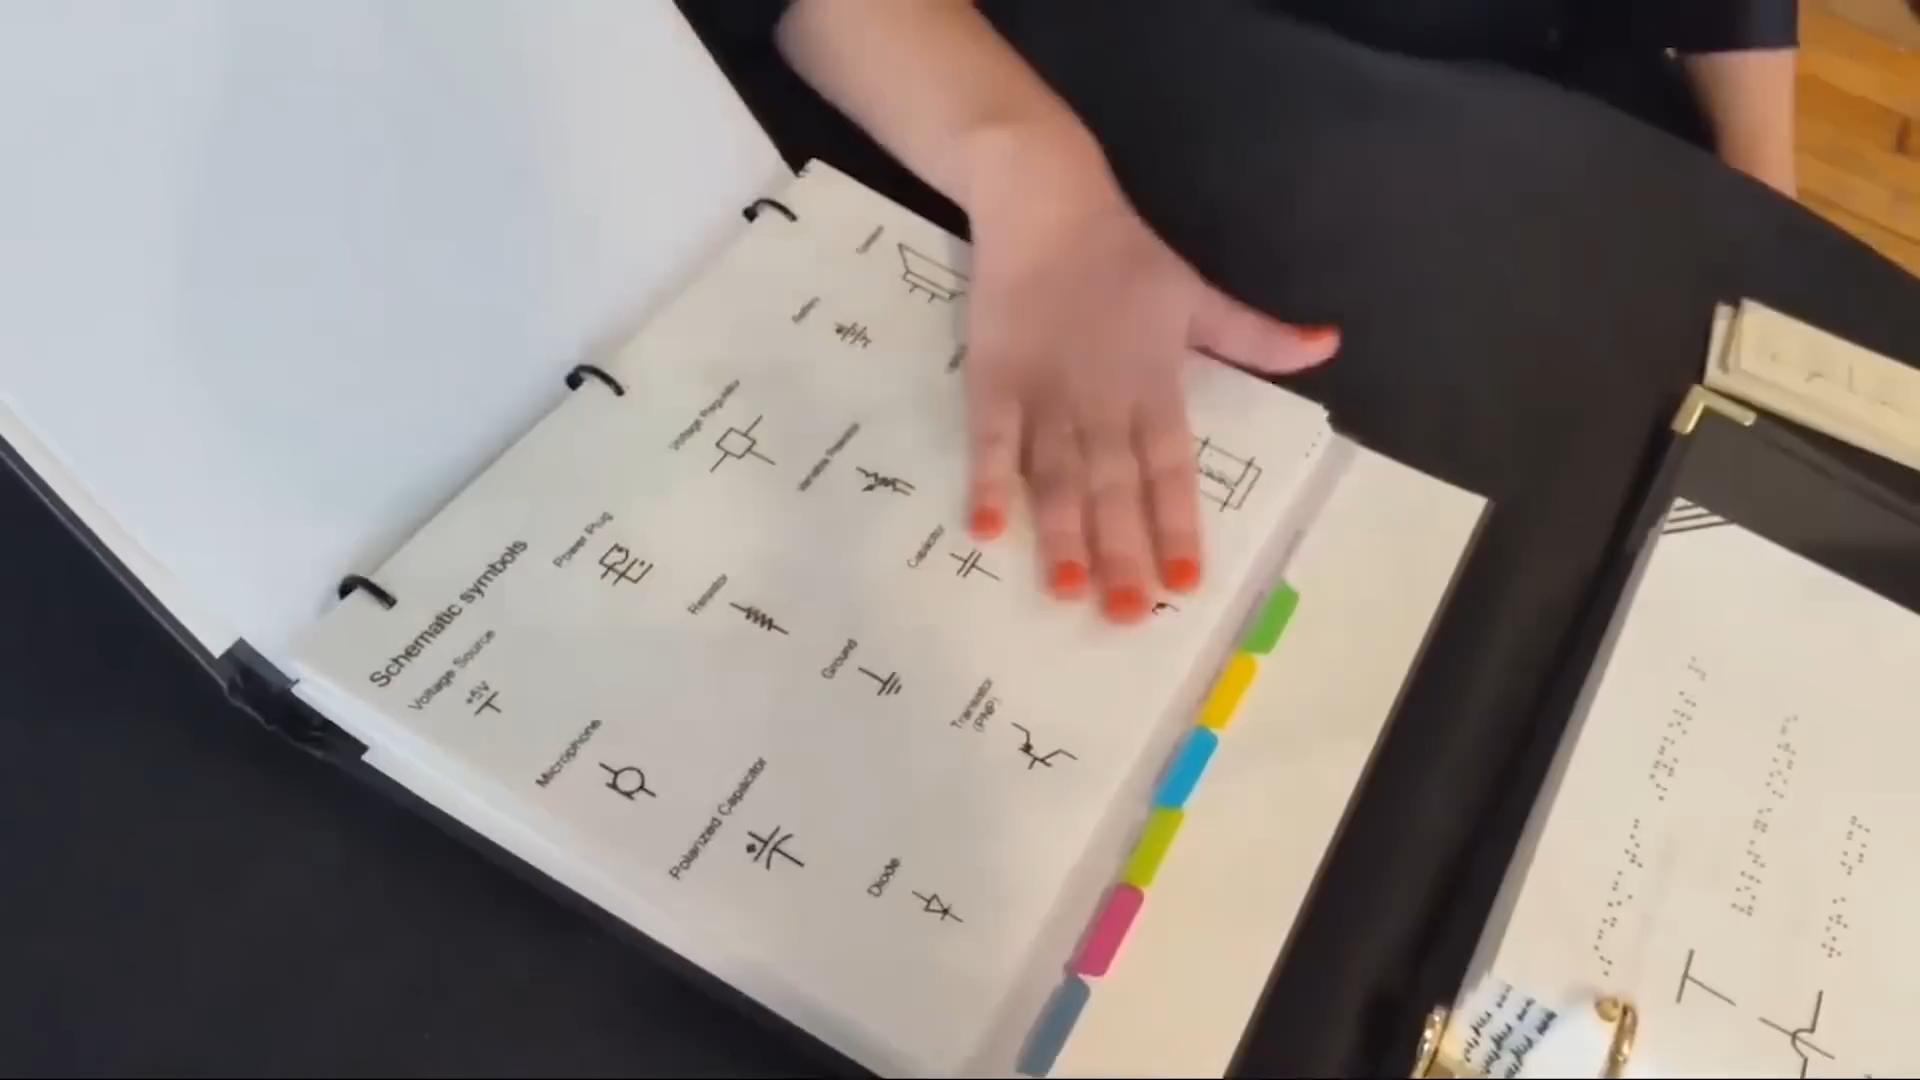 Schematic symbols
Voltage Source
+5V
Power Plug
Voltage Regulator
Battery
Microphone
Resistor
Variable Resistor
Polarized Capacitor
Ground
Capacitor
Diode
Transistor
(PNP)